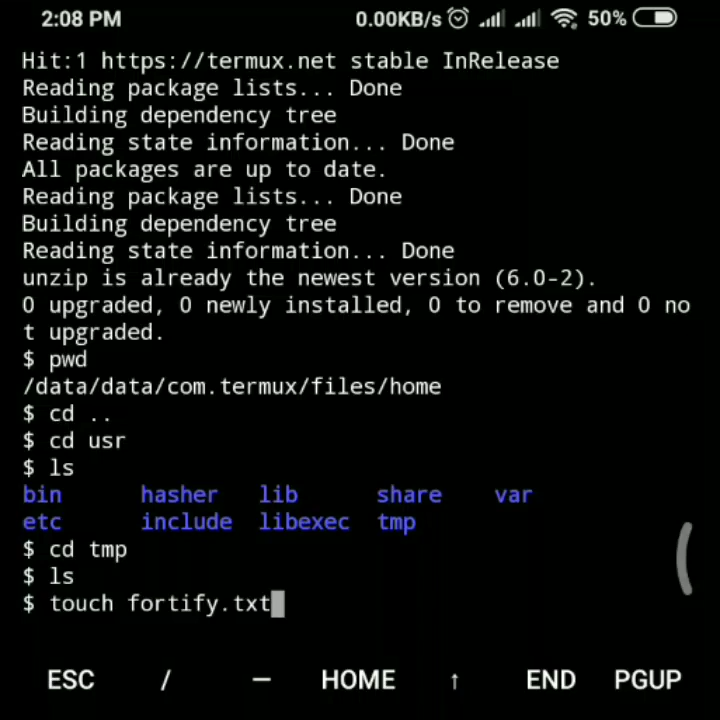 2:08 PM 0.00KB/s 50%
Hit:1 https://termux.net stable InRelease
Reading package lists... Done
Building dependency tree
Reading state information... Done
All packages are up to date.
Reading package lists... Done
Building dependency tree
Reading state information... Done
unzip is already the newest version (6.0-2).
0 upgraded, 0 newly installed, 0 to remove and 0 no
t upgraded.
$ pwd
/data/data/com.termux/files/home
$ cd ..
$ cd usr
$ ls
bin hasher lib share var
etc include libexec tmp
$ cd tmp
$ ls
$ touch fortify.txt
ESC / — HOME ↑ END PGUP